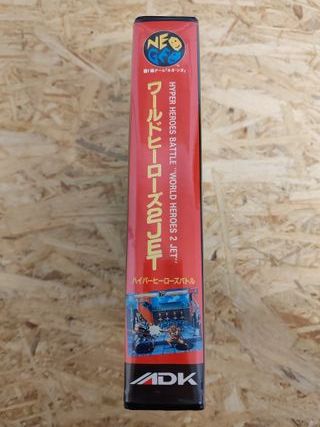 NEO
GEO
HYPER HEROES BATTLE "WORLD HEROES 2 JET"
ワールドヒーローズ2JET
ハイパーヒーローズバトル
ADK